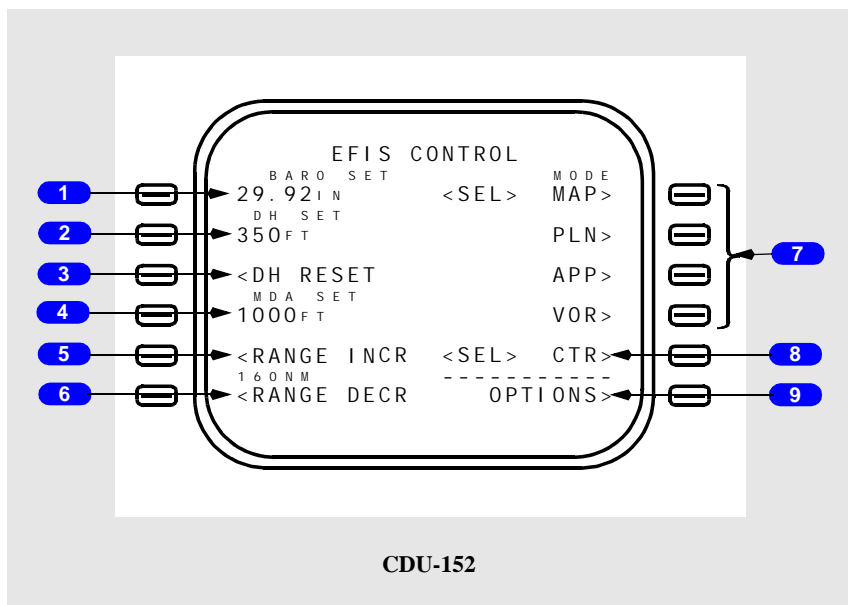 EFIS CONTROL
BARO SET MODE
1 29.92IN <SEL> MAP>
DH SET
2 350FT PLN>
3 <DH RESET APP> 7
MDA SET
4 1000FT VOR>
5 <RANGE INCR <SEL> CTR> 8
160NM -----------
6 <RANGE DECR OPTIONS> 9
CDU-152